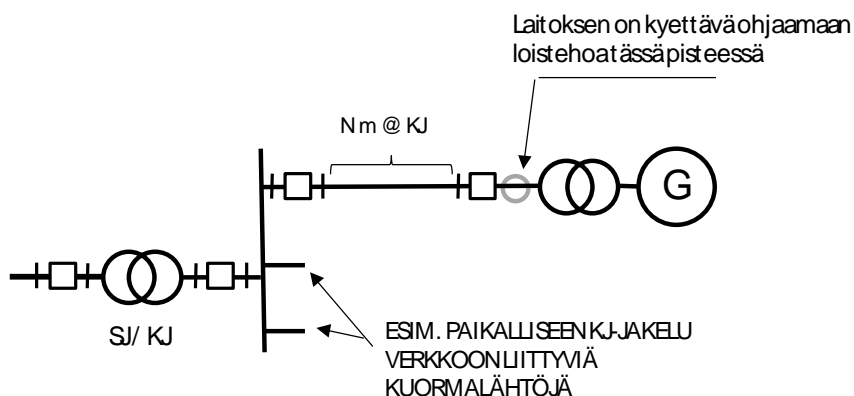 Laitoksen on kyettävä ohjaamaan
loistehoa tässä pisteessä
N m @ KJ
G
SJ/ KJ
ESIM. PAIKALLISEEN KJ-JAKELU
VERKKOON LIITTYVIÄ
KUORMALÄHTÖJÄ